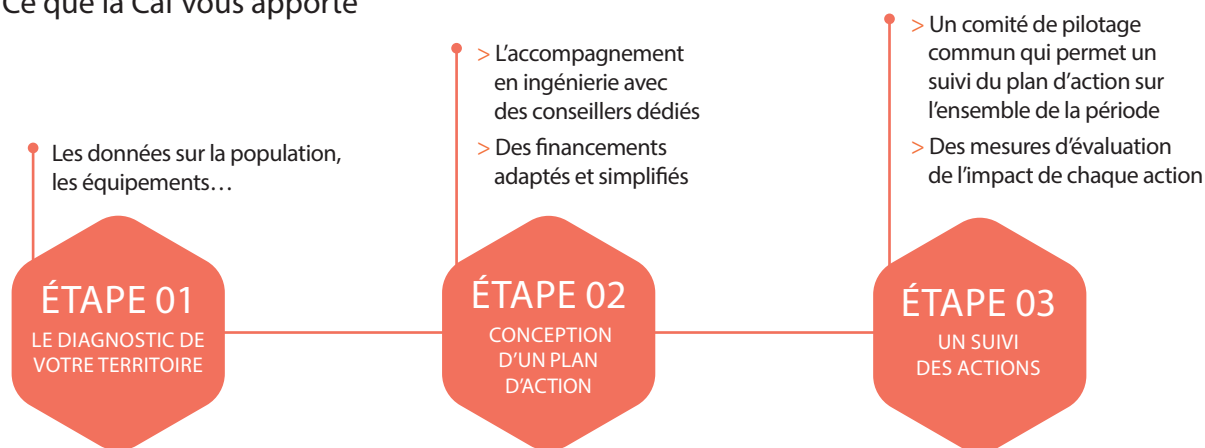 Ce que la Caf vous apporte
Les données sur la population,
les équipements…
ÉTAPE 01
LE DIAGNOSTIC DE
VOTRE TERRITOIRE
> L'accompagnement
en ingénierie avec
des conseillers dédiés
> Des financements
adaptés et simplifiés
ÉTAPE 02
CONCEPTION
D'UN PLAN
D'ACTION
> Un comité de pilotage
commun qui permet un
suivi du plan d'action sur
l'ensemble de la période
> Des mesures d'évaluation
de l'impact de chaque action
ÉTAPE 03
UN SUIVI
DES ACTIONS